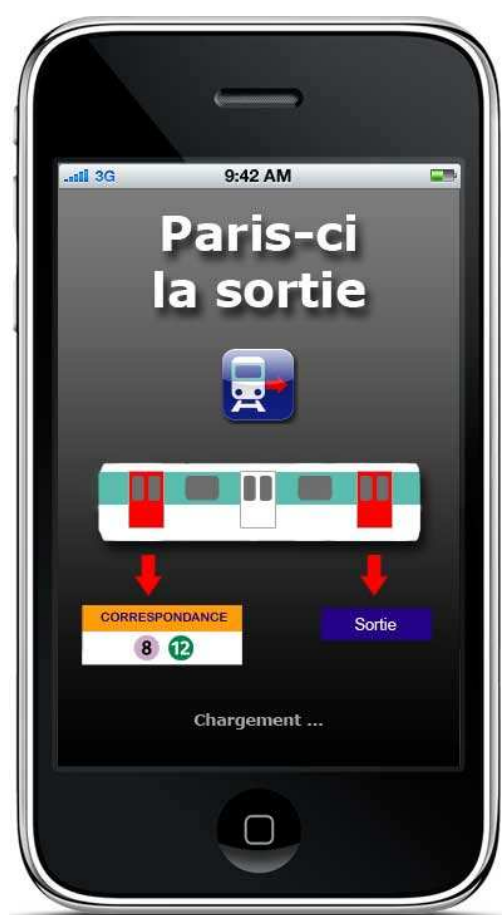 3G 9:42 AM
Paris-ci
la sortie
CORRESPONDANCE
8 12
Sortie
Chargement ...